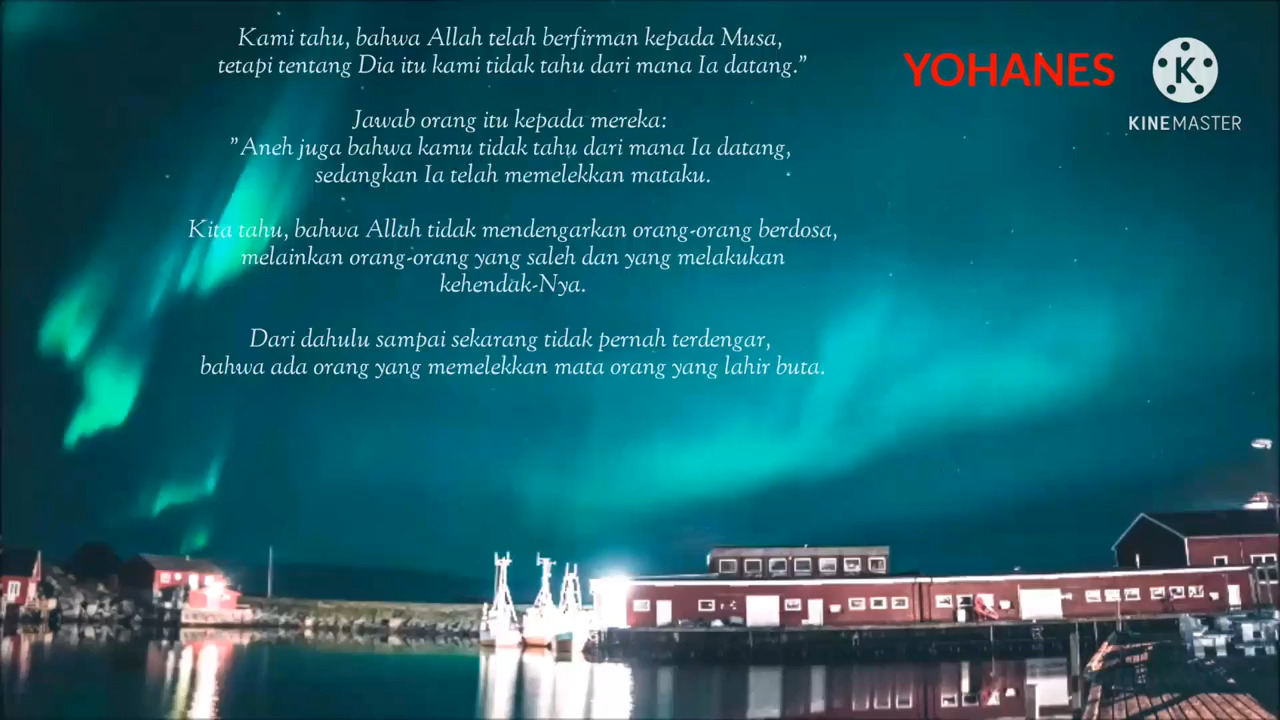 Kami tahu, bahwa Allah telah berfirman kepada Musa,
tetapi tentang Dia itu kami tidak tahu dari mana Ia datang.”
Jawab orang itu kepada mereka:
”Aneh juga bahwa kamu tidak tahu dari mana Ia datang,
sedangkan Ia telah memelekkan mataku.
Kita tahu, bahwa Allah tidak mendengarkan orang-orang berdosa,
melainkan orang-orang yang saleh dan yang melakukan
kehendak-Nya.
Dari dahulu sampai sekarang tidak pernah terdengar,
bahwa ada orang yang memelekkan mata orang yang lahir buta.
YOHANES
K
KINEMASTER